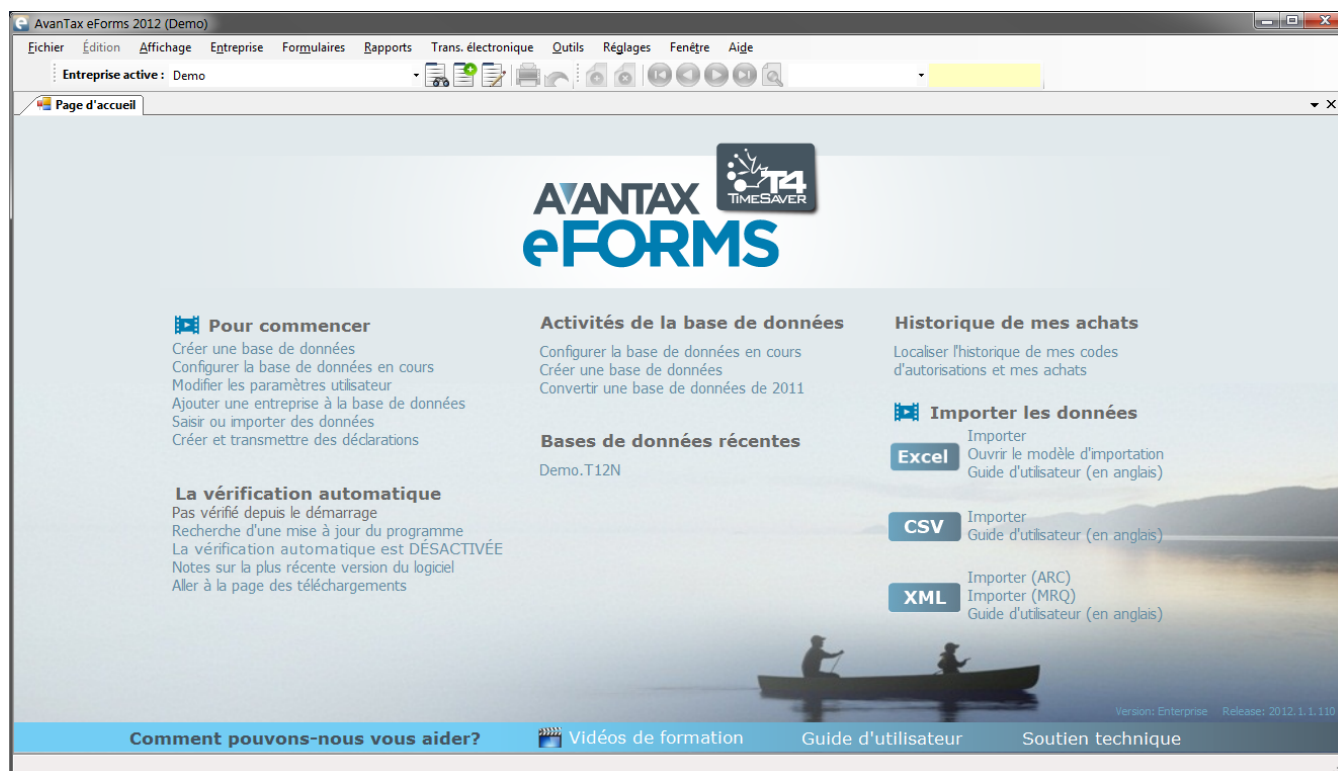 AvanTax eForms 2012 (Demo)
Fichier Édition Affichage Entreprise Formulaires Rapports Trans. électronique Outils Réglages Fenêtre Aide
Entreprise active : Demo
Page d'accueil
AVANTAX
eFORMS
T4
TIMESAVER
Pour commencer
Créer une base de données
Configurer la base de données en cours
Modifier les paramètres utilisateur
Ajouter une entreprise à la base de données
Saisir ou importer des données
Créer et transmettre des déclarations
La vérification automatique
Pas vérifié depuis le démarrage
Recherche d'une mise à jour du programme
La vérification automatique est DÉSACTIVÉE
Notes sur la plus récente version du logiciel
Aller à la page des téléchargements
Activités de la base de données
Configurer la base de données en cours
Créer une base de données
Convertir une base de données de 2011
Bases de données récentes
Demo.T12N
Historique de mes achats
Localiser l'historique de mes codes
d'autorisations et mes achats
Importer les données
Excel
Importer
Ouvrir le modèle d'importation
Guide d'utilisateur (en anglais)
CSV
Importer
Guide d'utilisateur (en anglais)
XML
Importer (ARC)
Importer (MRQ)
Guide d'utilisateur (en anglais)
Version: Enterprise Release: 2012.1.1.110
Comment pouvons-nous vous aider? Vidéos de formation Guide d'utilisateur Soutien technique